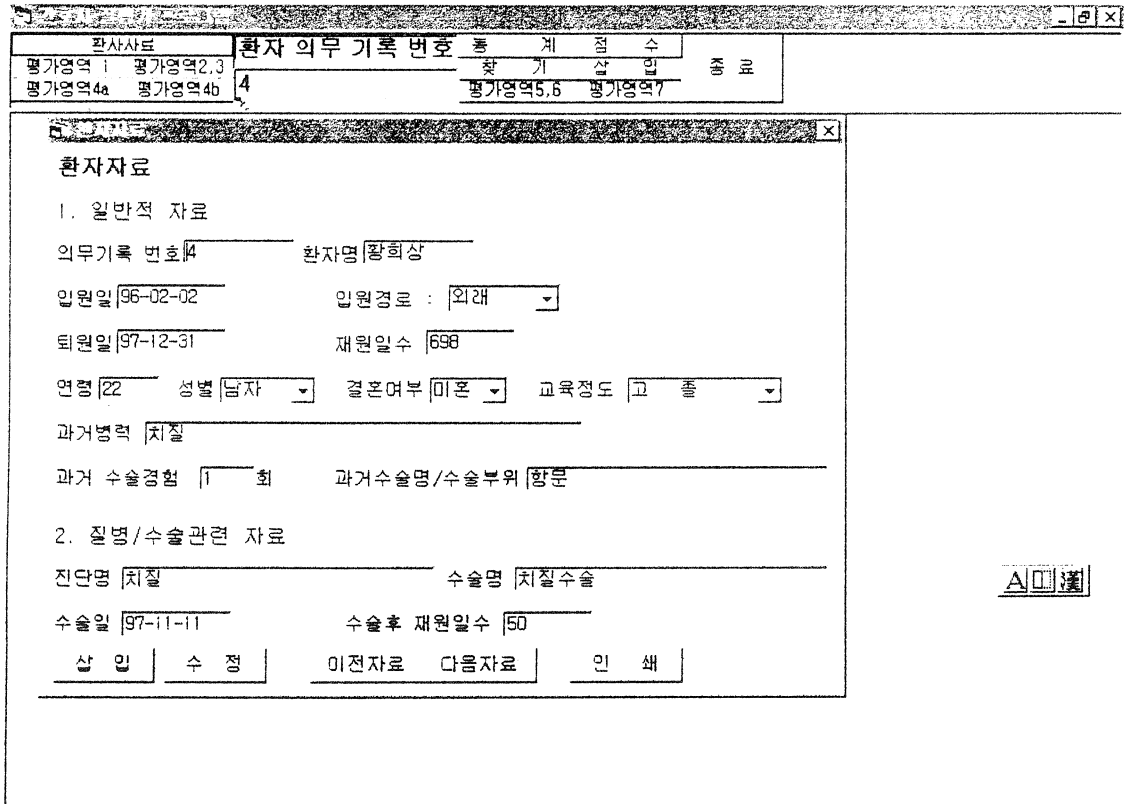 환자자료 환자 의무 기록 번호 통 계 점 수
평가영역 1 평가영역2,3 찾 기 삽 입 종 료
평가영역4a 평가영역4b 4 평가영역5,6 평가영역7
환자자료
1. 일반적 자료
의무기록 번호 4 환자명 황희상
입원일 96-02-02 입원경로 : 외래
퇴원일 97-12-31 재원일수 698
연령 22 성별 남자 결혼여부 미혼 교육정도 고 졸
과거병력 치질
과거 수술경험 1 회 과거수술명/수술부위 항문
2. 질병/수술관련 자료
진단명 치질 수술명 치질수술
A 漢
수술일 97-11-11 수술후 재원일수 50
삽 입 수 정 이전자료 다음자료 인 쇄